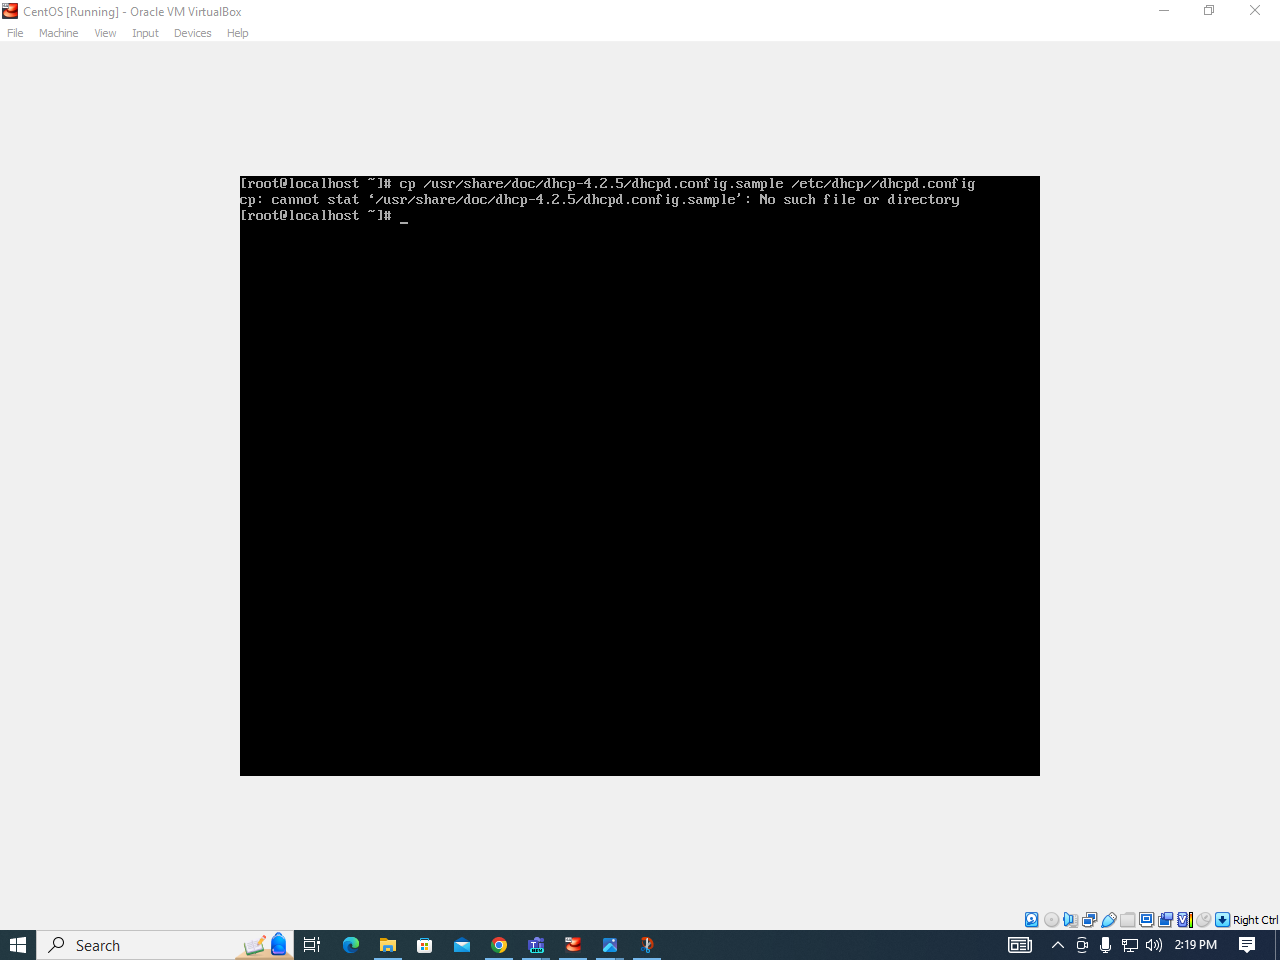 CentOS [Running] - Oracle VM VirtualBox
File Machine View Input Devices Help
[root@localhost ~]# cp /usr/share/doc/dhcp-4.2.5/dhcpd.config.sample /etc/dhcp//dhcpd.config
cp: cannot stat ‘/usr/share/doc/dhcp-4.2.5/dhcpd.config.sample’: No such file or directory
[root@localhost ~]# _
Right Ctrl
Search
2:19 PM